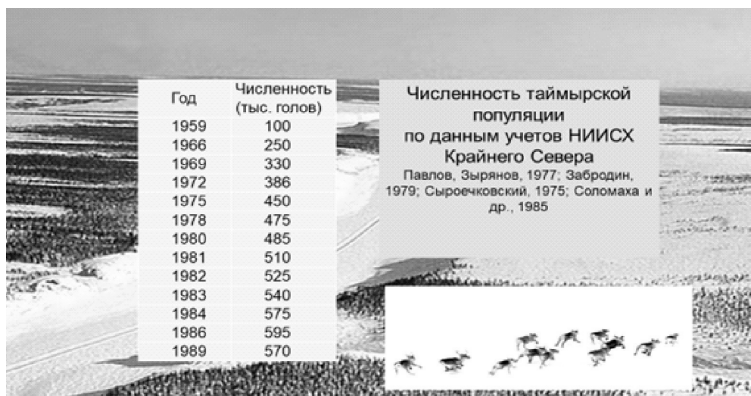 Год Численность (тыс. голов)
1959 100
1966 250
1969 330
1972 386
1975 450
1978 475
1980 485
1981 510
1982 525
1983 540
1984 575
1986 595
1989 570
Численность таймырской
популяции
по данным учетов НИИСХ
Крайнего Севера
Павлов, Зырянов, 1977; Забродин,
1979; Сыроечковский, 1975; Соломаха и
др., 1985